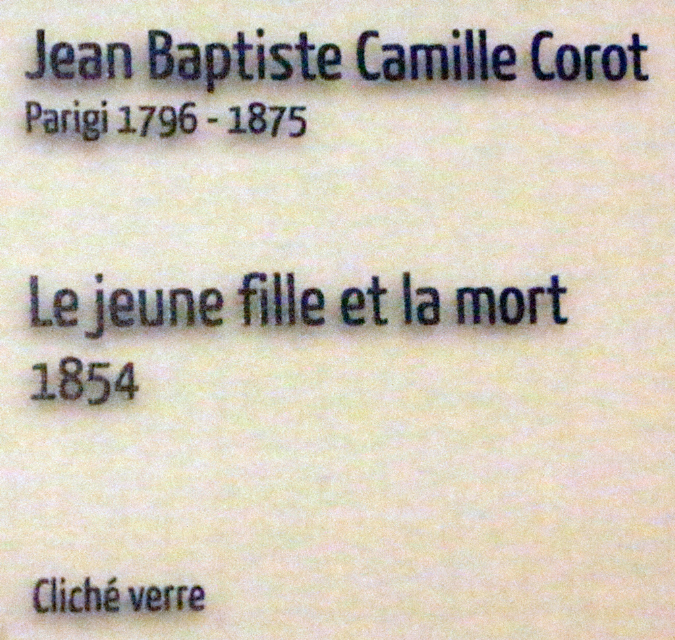 Jean Baptiste Camille Corot
Parigi 1796 - 1875
Le jeune fille et la mort
1854
Cliché verre